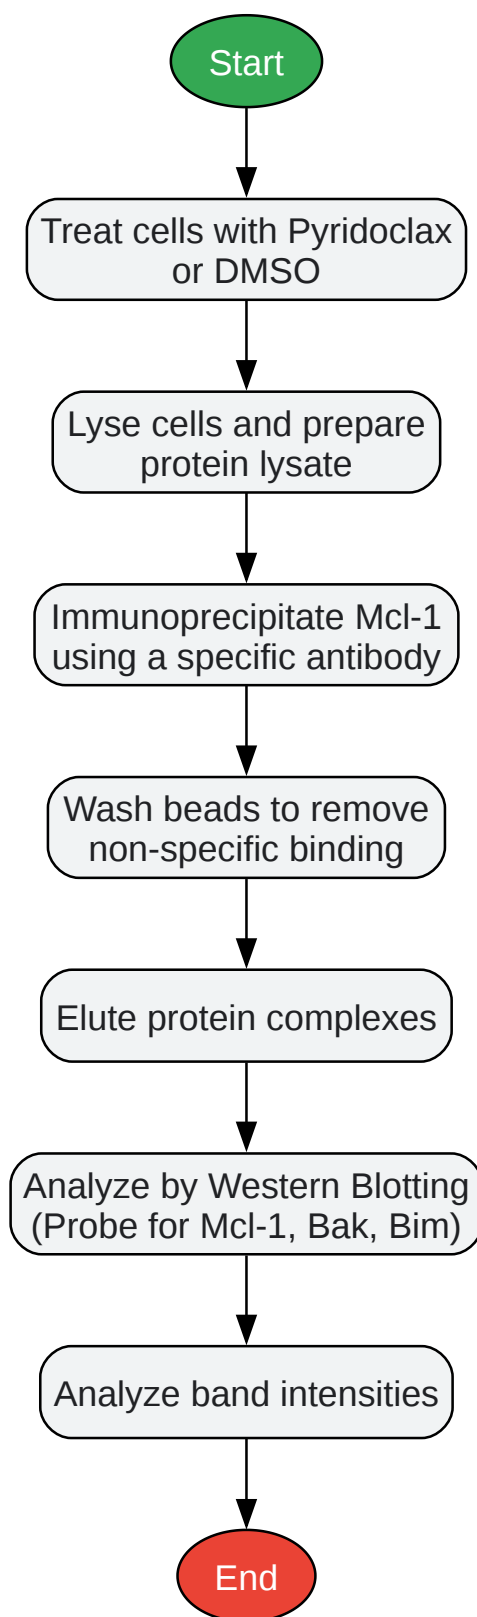 Start
Treat cells with Pyridoclax
or DMSO
Lyse cells and prepare
protein lysate
Immunoprecipitate Mcl-1
using a specific antibody
Wash beads to remove
non-specific binding
Elute protein complexes
Analyze by Western Blotting
(Probe for Mcl-1, Bak, Bim)
Analyze band intensities
End